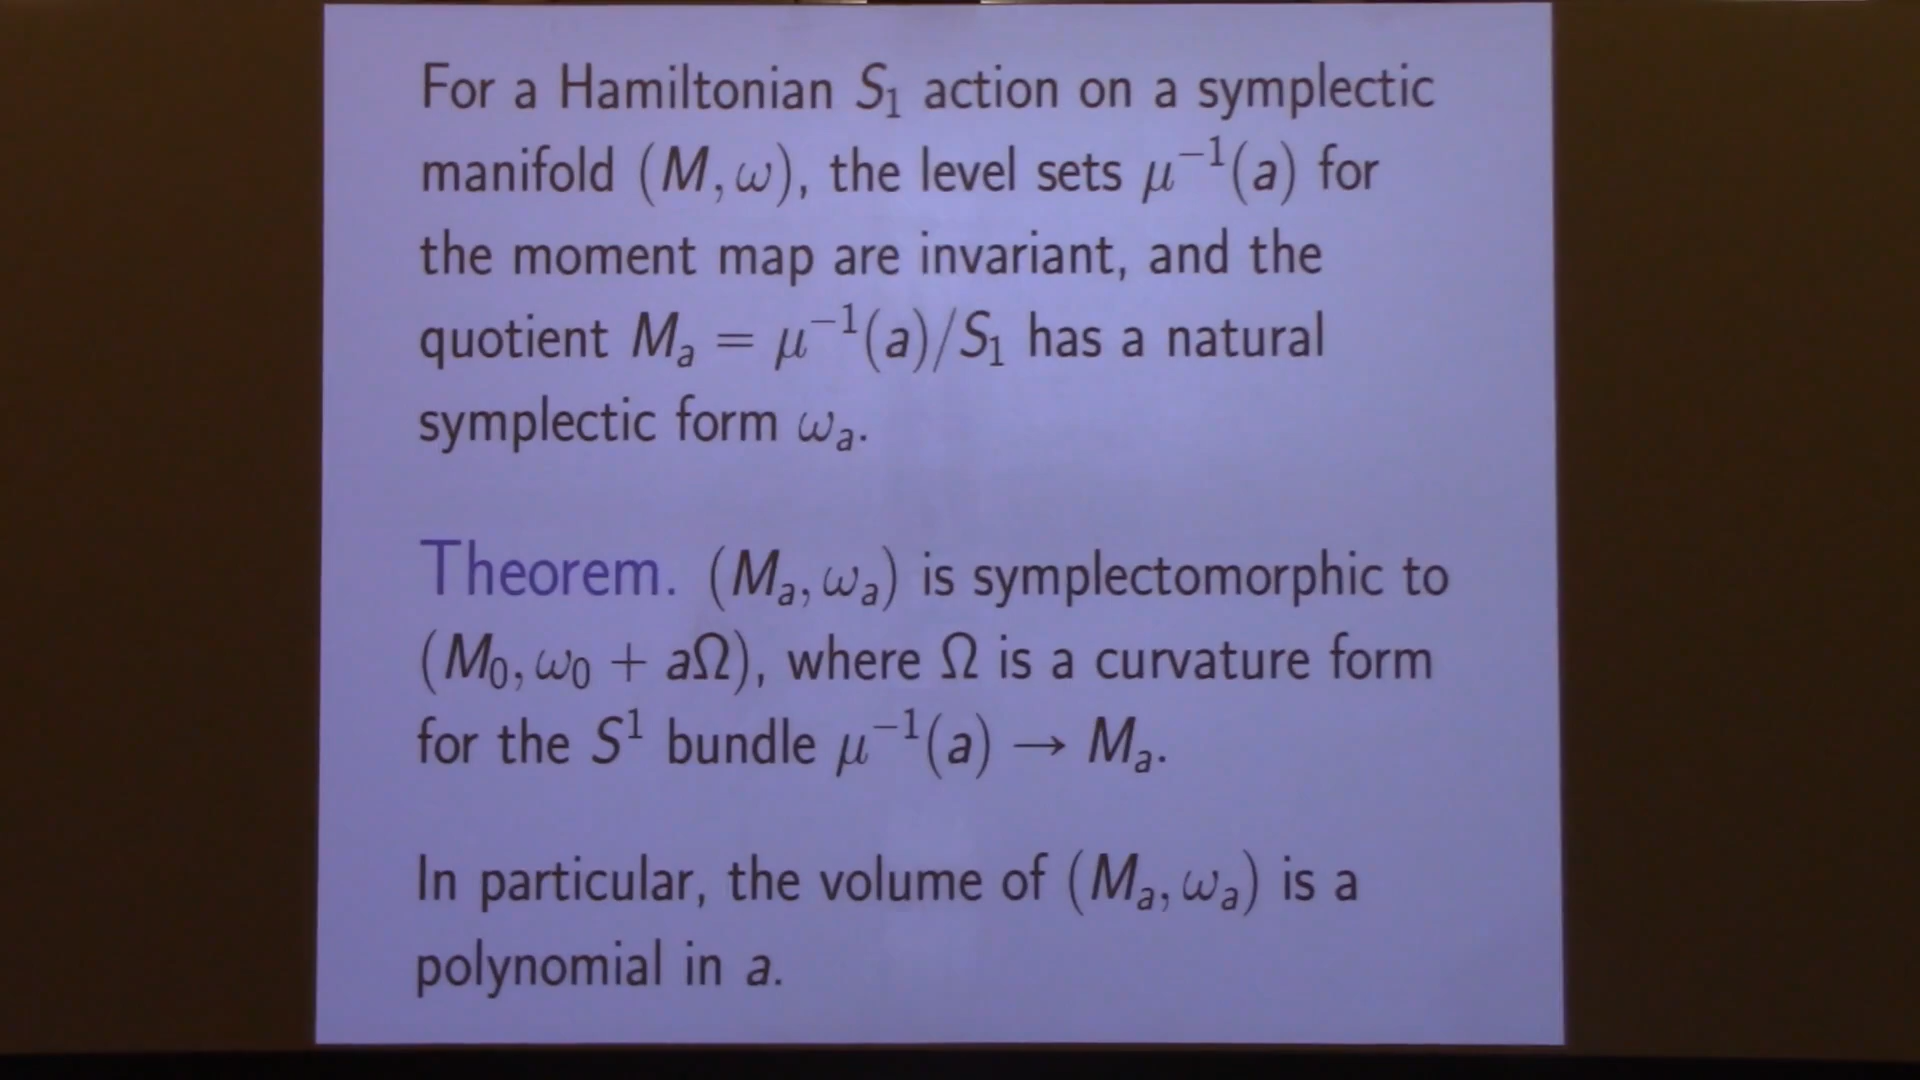 For a Hamiltonian S₁ action on a symplectic
manifold (M, ω), the level sets μ⁻¹(a) for
the moment map are invariant, and the
quotient Mₐ = μ⁻¹(a)/S₁ has a natural
symplectic form ωₐ.
Theorem. (Mₐ, ωₐ) is symplectomorphic to
(M₀, ω₀ + aΩ), where Ω is a curvature form
for the S¹ bundle μ⁻¹(a) → Mₐ.
In particular, the volume of (Mₐ, ωₐ) is a
polynomial in a.